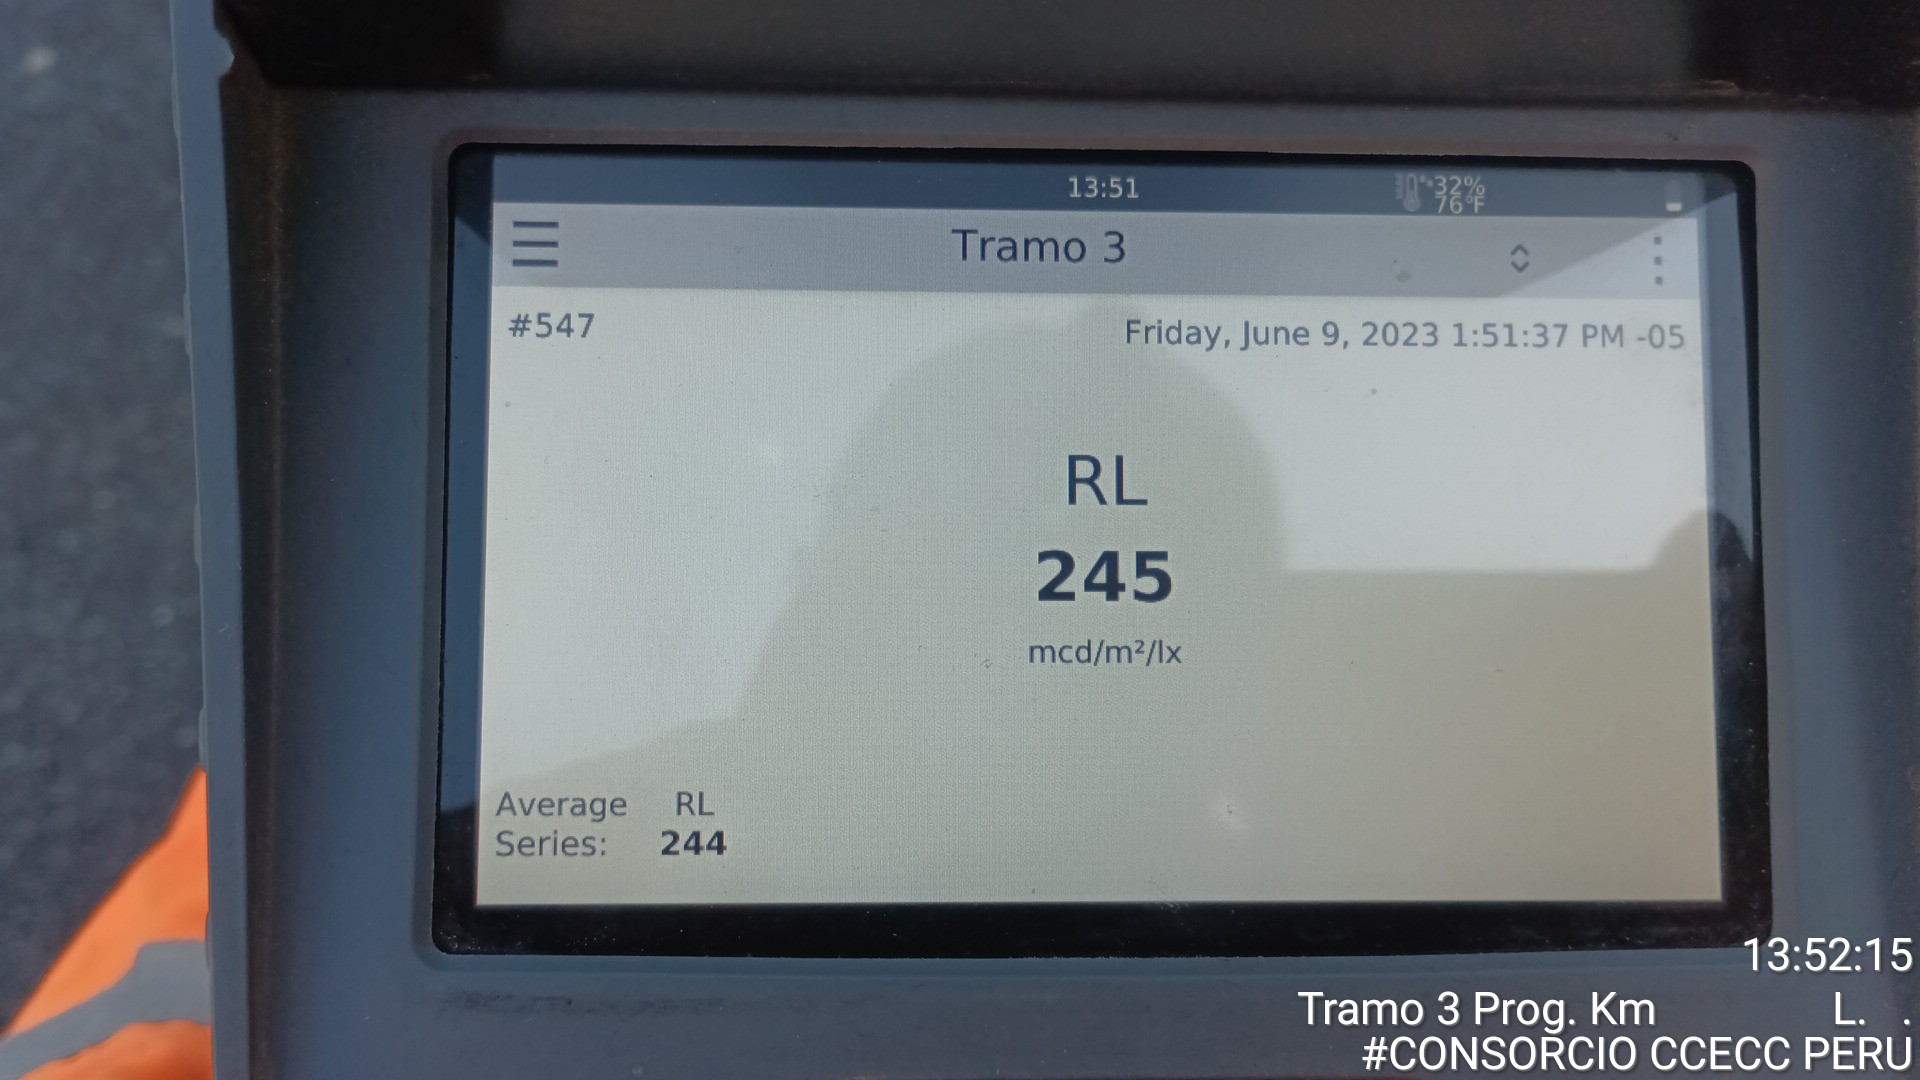 13:51
32%
76°F
Tramo 3
#547
Friday, June 9, 2023 1:51:37 PM -05
RL
245
mcd/m²/lx
Average RL
Series: 244
13:52:15
Tramo 3 Prog. Km L. .
#CONSORCIO CCECC PERU